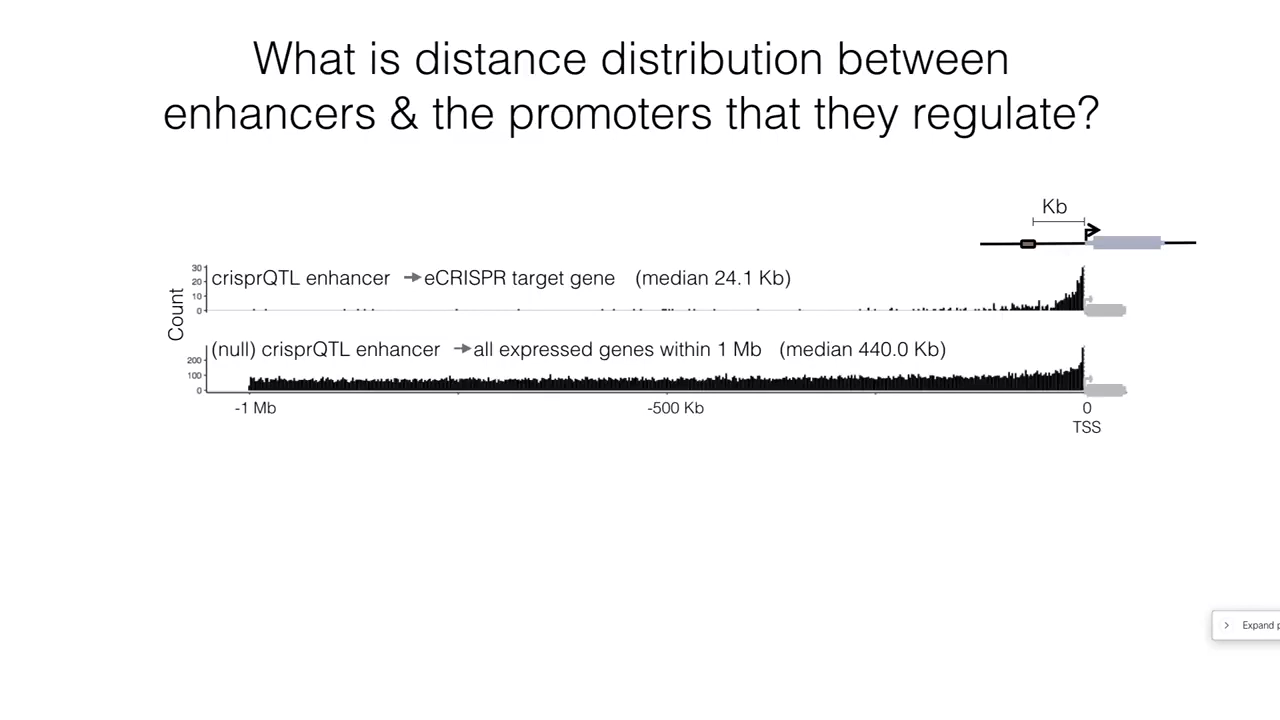 What is distance distribution between
enhancers & the promoters that they regulate?
Kb
Count
30
20
10
0
crisprQTL enhancer → eCRISPR target gene (median 24.1 Kb)
200
100
0
(null) crisprQTL enhancer → all expressed genes within 1 Mb (median 440.0 Kb)
-1 Mb
-500 Kb
0
TSS
Expand p